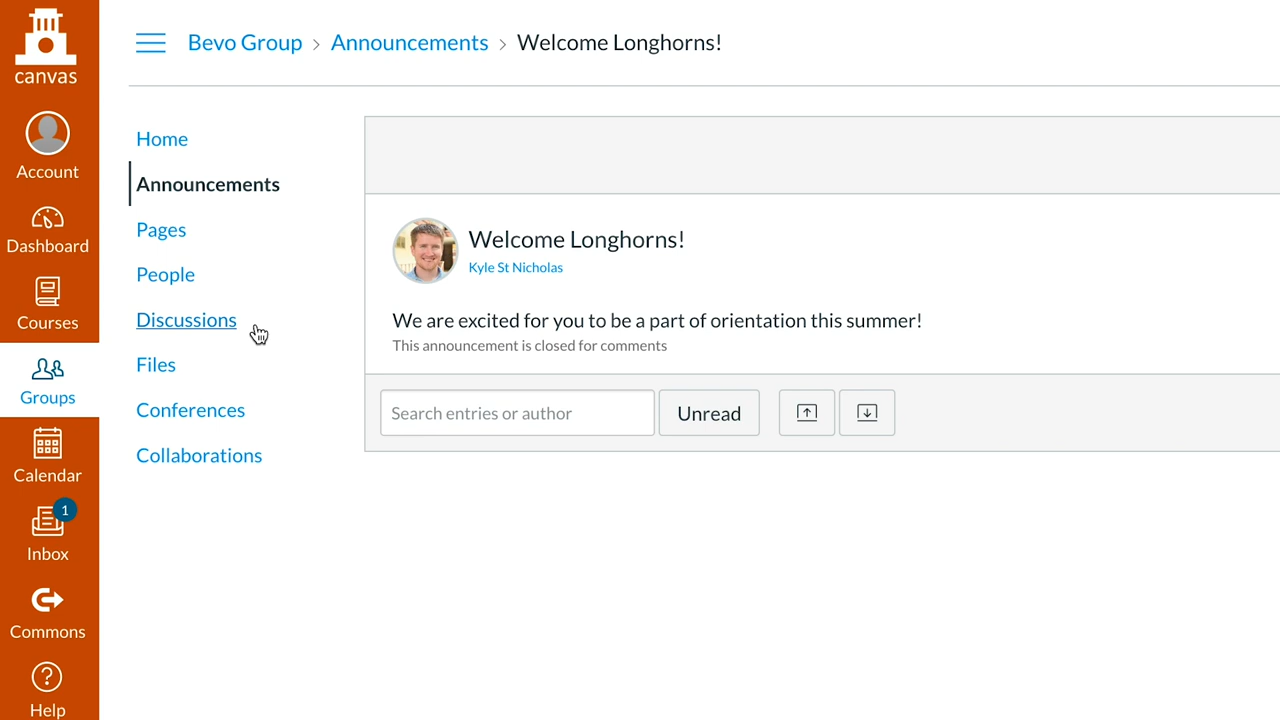 canvas
Account
Dashboard
Courses
Groups
Calendar
1
Inbox
Commons
Help
Bevo Group > Announcements > Welcome Longhorns!
Home
Announcements
Pages
People
Discussions
Files
Conferences
Collaborations
Welcome Longhorns!
Kyle St Nicholas
We are excited for you to be a part of orientation this summer!
This announcement is closed for comments
Search entries or author
Unread